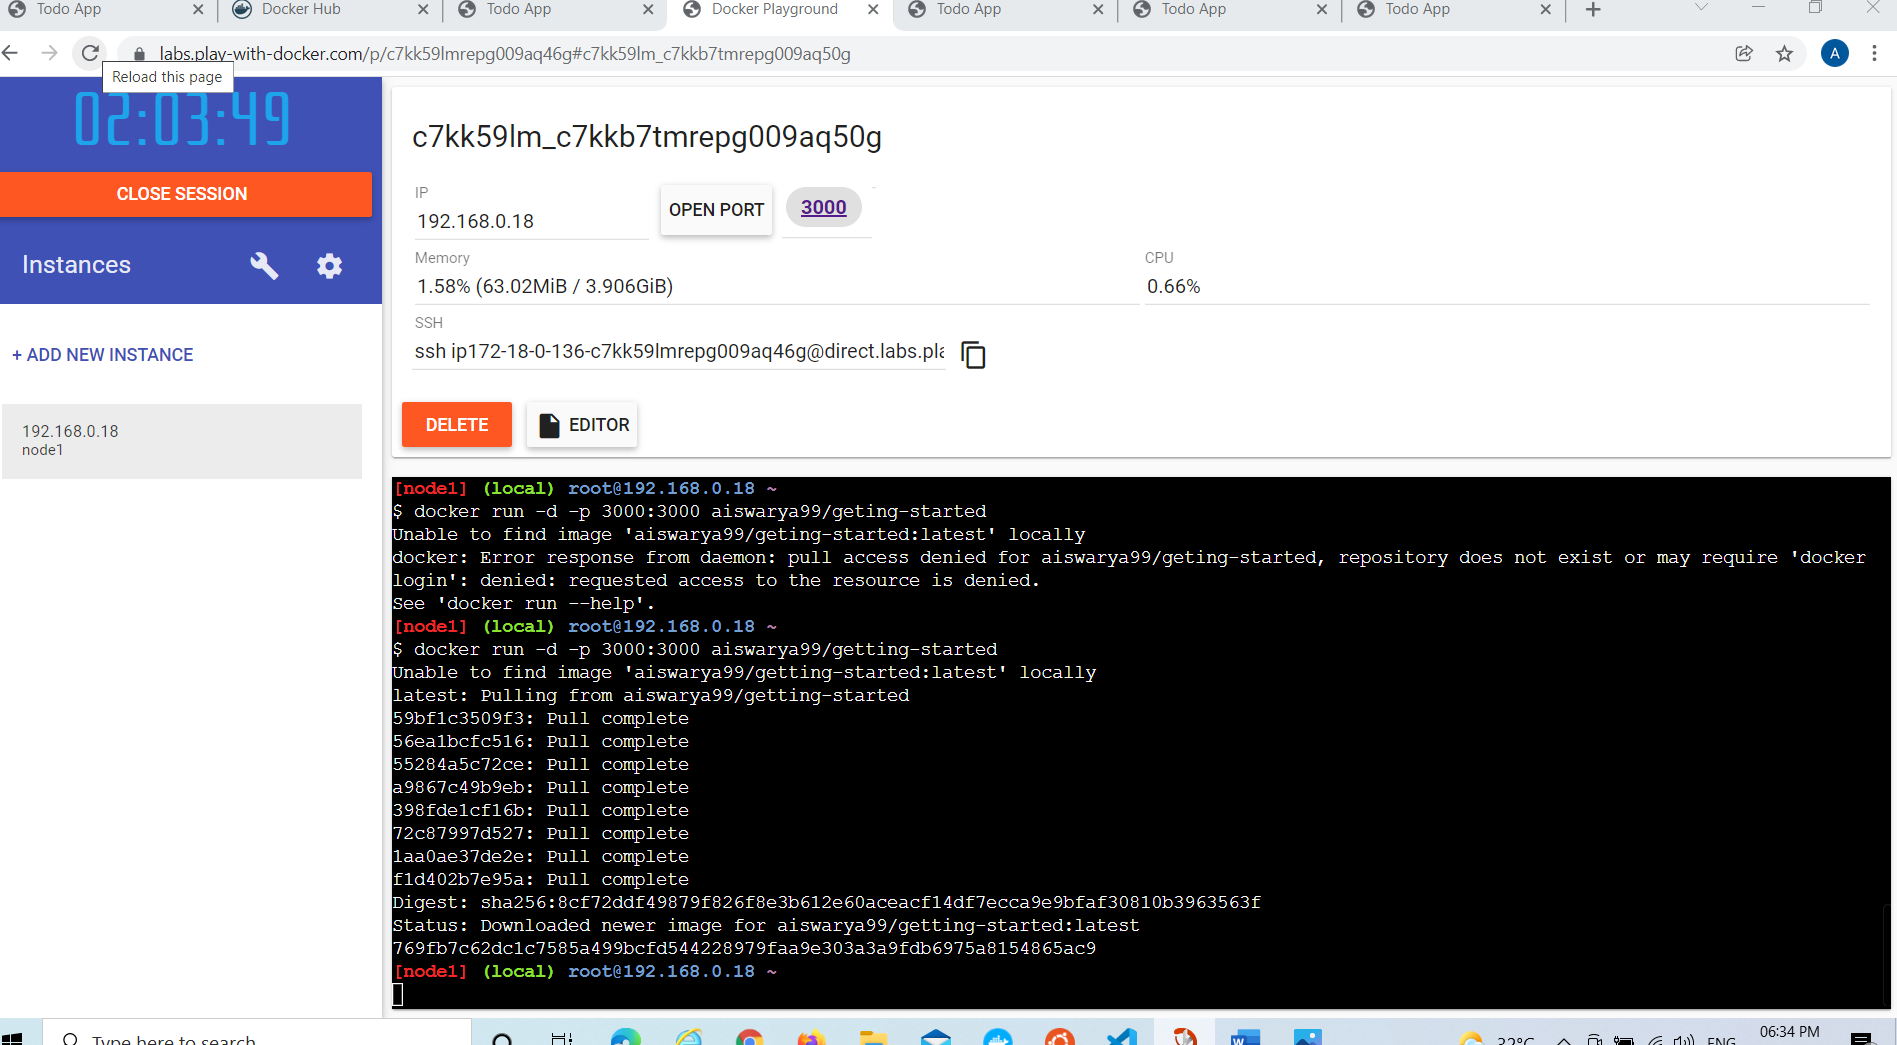 Todo App
Docker Hub
Todo App
Docker Playground
Todo App
Todo App
Todo App
labs.play-with-docker.com/p/c7kk59lmrepg009aq46g#c7kk59lm_c7kkb7tmrepg009aq50g
A
Reload this page
02:03:49
CLOSE SESSION
Instances
+ ADD NEW INSTANCE
192.168.0.18
node1
c7kk59lm_c7kkb7tmrepg009aq50g
IP
192.168.0.18
OPEN PORT
3000
Memory
1.58% (63.02MiB / 3.906GiB)
CPU
0.66%
SSH
ssh ip172-18-0-136-c7kk59lmrepg009aq46g@direct.labs.pla
DELETE
EDITOR
[node1] (local) root@192.168.0.18 ~
$ docker run -d -p 3000:3000 aiswarya99/geting-started
Unable to find image 'aiswarya99/geting-started:latest' locally
docker: Error response from daemon: pull access denied for aiswarya99/geting-started, repository does not exist or may require 'docker
login': denied: requested access to the resource is denied.
See 'docker run --help'.
[node1] (local) root@192.168.0.18 ~
$ docker run -d -p 3000:3000 aiswarya99/getting-started
Unable to find image 'aiswarya99/getting-started:latest' locally
latest: Pulling from aiswarya99/getting-started
59bf1c3509f3: Pull complete
56ea1bcfc516: Pull complete
55284a5c72ce: Pull complete
a9867c49b9eb: Pull complete
398fde1cf16b: Pull complete
72c87997d527: Pull complete
1aa0ae37de2e: Pull complete
f1d402b7e95a: Pull complete
Digest: sha256:8cf72ddf49879f826f8e3b612e60aceacf14df7ecca9e9bfaf30810b3963563f
Status: Downloaded newer image for aiswarya99/getting-started:latest
769fb7c62dc1c7585a499bcfd544228979faa9e303a3a9fdb6975a8154865ac9
[node1] (local) root@192.168.0.18 ~
Type here to search
32°C
ENG
06:34 PM